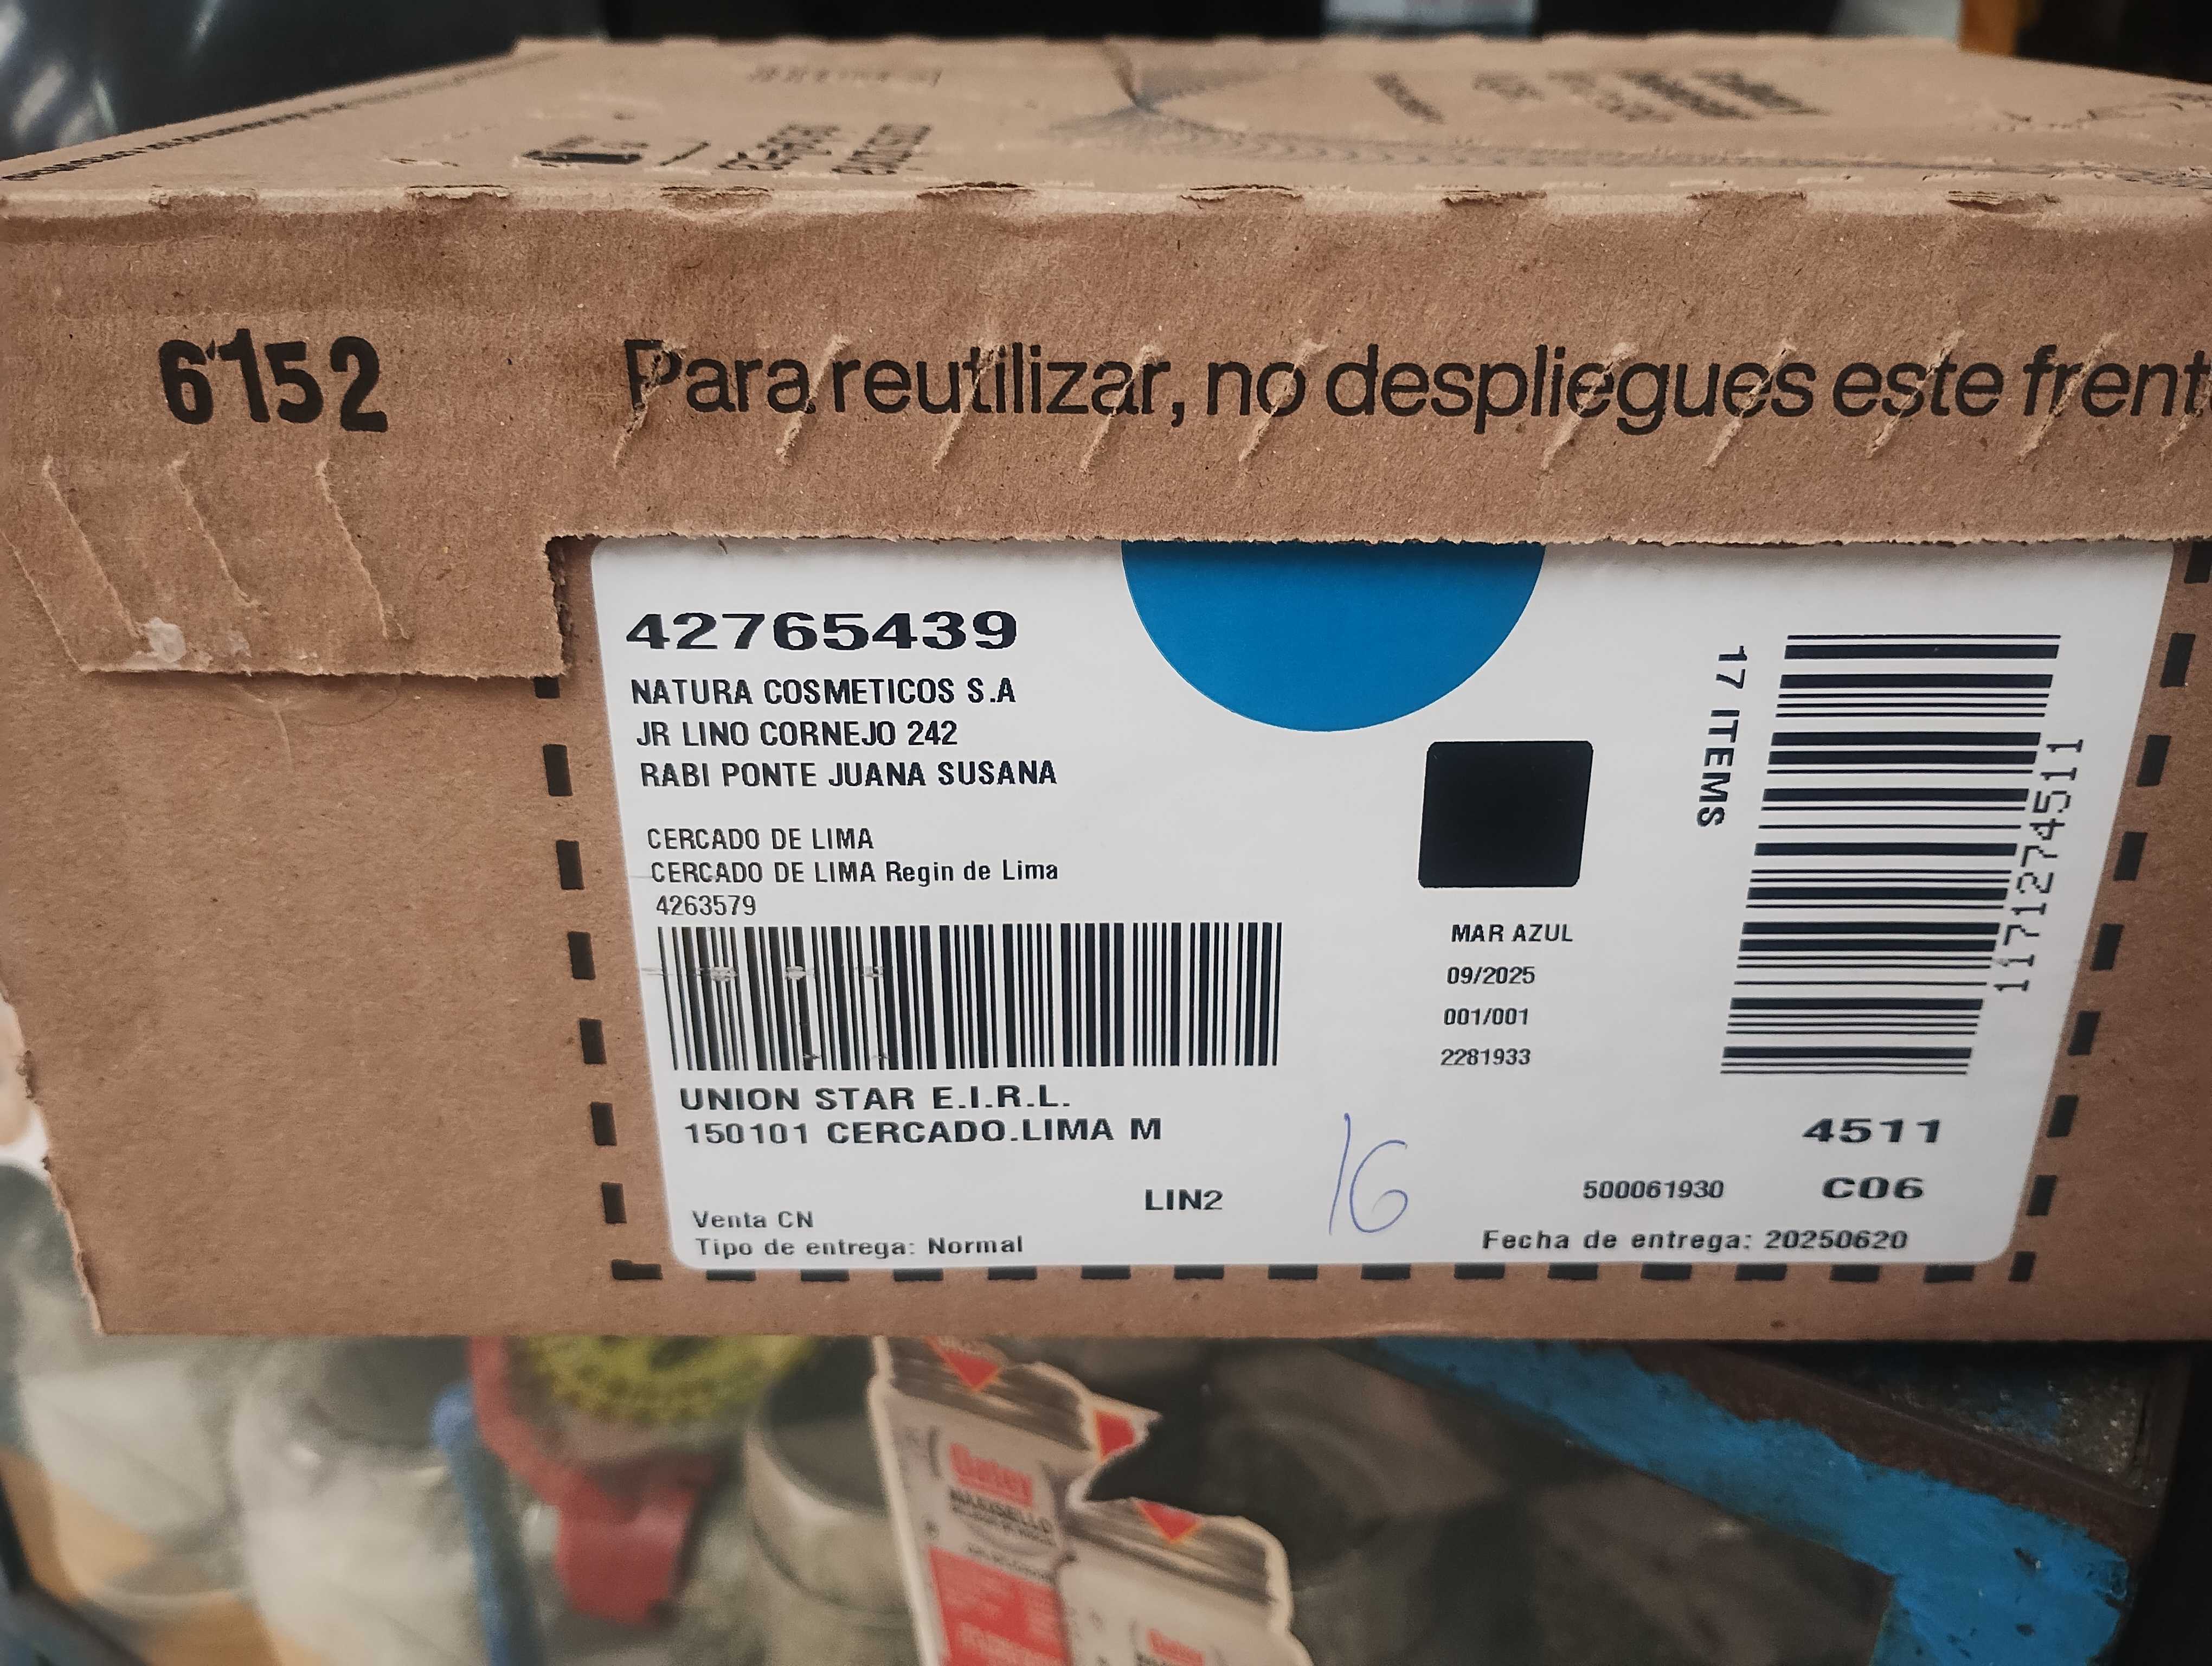 6152
Para reutilizar, no despliegues este frent
42765439
NATURA COSMETICOS S.A
JR LINO CORNEJO 242
RABI PONTE JUANA SUSANA
CERCADO DE LIMA
CERCADO DE LIMA Regin de Lima
4263579
UNION STAR E.I.R.L.
150101 CERCADO.LIMA M
LIN2
16
Venta CN
Tipo de entrega: Normal
MAR AZUL
09/2025
001/001
2281933
17 ITEMS
1171274511
4511
500061930
C06
Fecha de entrega: 20250620
Oatey